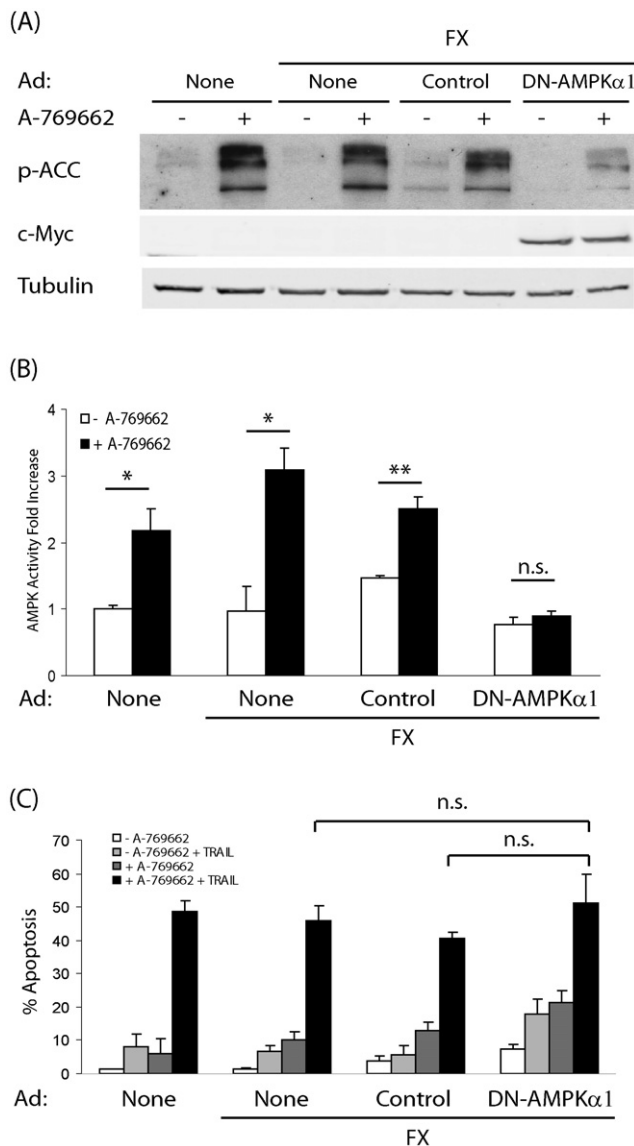 (A)
FX
Ad: None None Control DN-AMPKα1
A-769662 - + - + - + - +
p-ACC
c-Myc
Tubulin
(B)
AMPK Activity Fold Increase
4
3
2
1
0
- A-769662
+ A-769662
* * ** n.s.
Ad: None None Control DN-AMPKα1
FX
(C)
n.s.
n.s.
% Apoptosis
70
60
50
40
30
20
10
0
- A-769662
- A-769662 + TRAIL
+ A-769662
+ A-769662 + TRAIL
Ad: None None Control DN-AMPKα1
FX